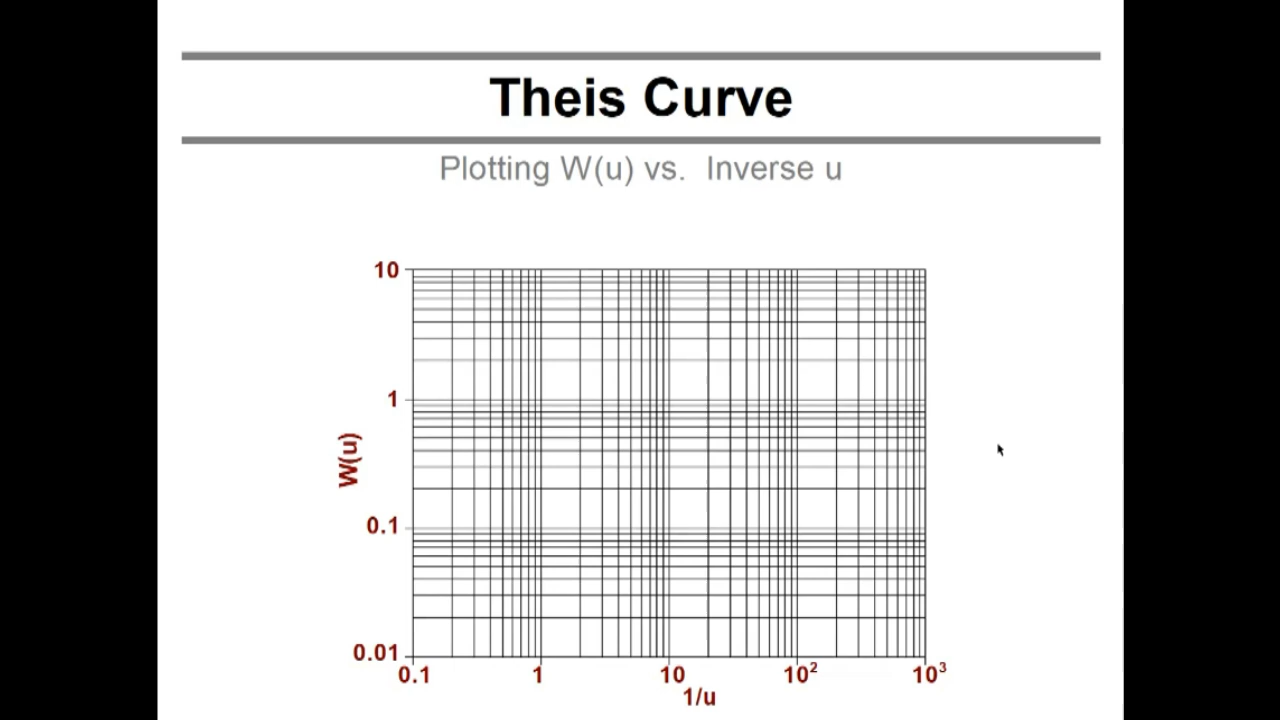 Theis Curve
Plotting W(u) vs. Inverse u
10
1
W(u)
0.1
0.01
0.1 1 10 10² 10³
1/u